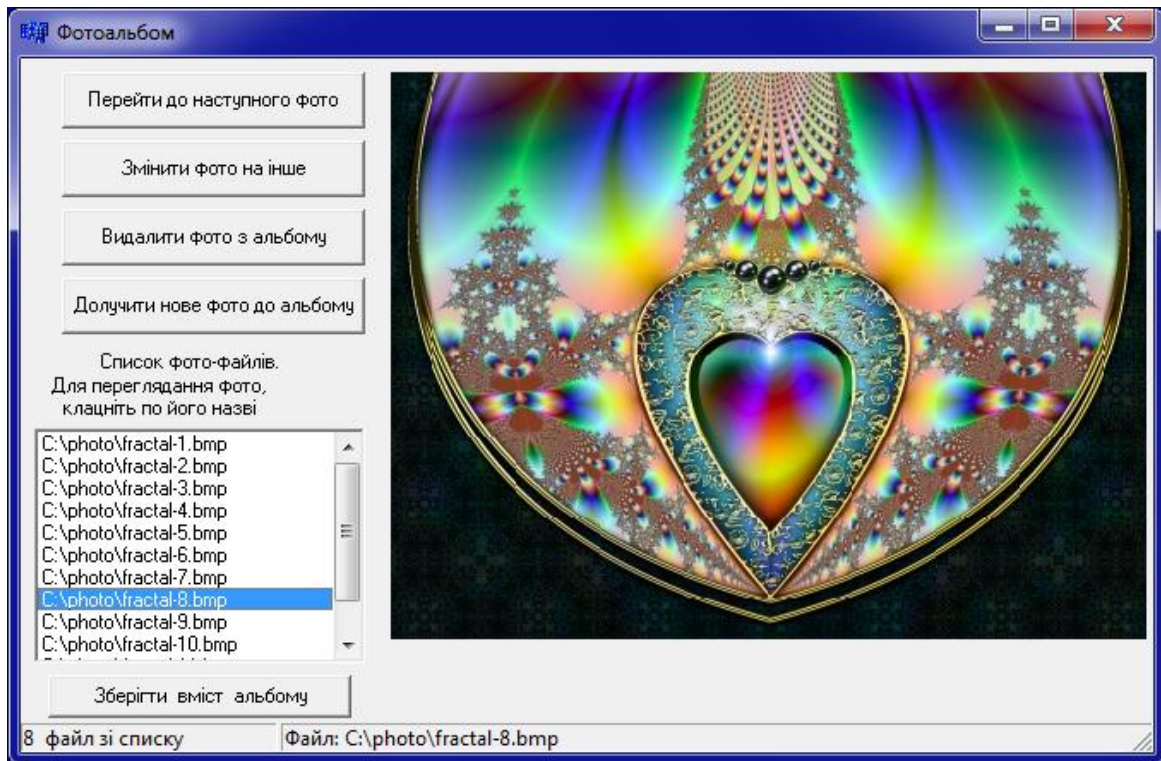 Фотоальбом
Перейти до наступного фото
Змінити фото на інше
Видалити фото з альбому
Долучити нове фото до альбому
Список фото-файлів.
Для переглядання фото,
клацніть по його назві
C:\photo\fractal-1.bmp
C:\photo\fractal-2.bmp
C:\photo\fractal-3.bmp
C:\photo\fractal-4.bmp
C:\photo\fractal-5.bmp
C:\photo\fractal-6.bmp
C:\photo\fractal-7.bmp
C:\photo\fractal-8.bmp
C:\photo\fractal-9.bmp
C:\photo\fractal-10.bmp
Зберігти вміст альбому
8 файл зі списку
Файл: C:\photo\fractal-8.bmp